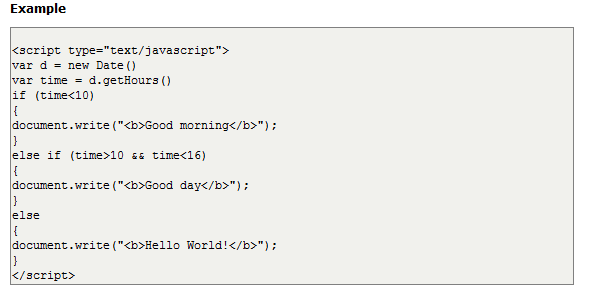 Example
<script type="text/javascript">
var d = new Date()
var time = d.getHours()
if (time<10)
{
document.write("<b>Good morning</b>");
}
else if (time>10 && time<16)
{
document.write("<b>Good day</b>");
}
else
{
document.write("<b>Hello World!</b>");
}
</script>